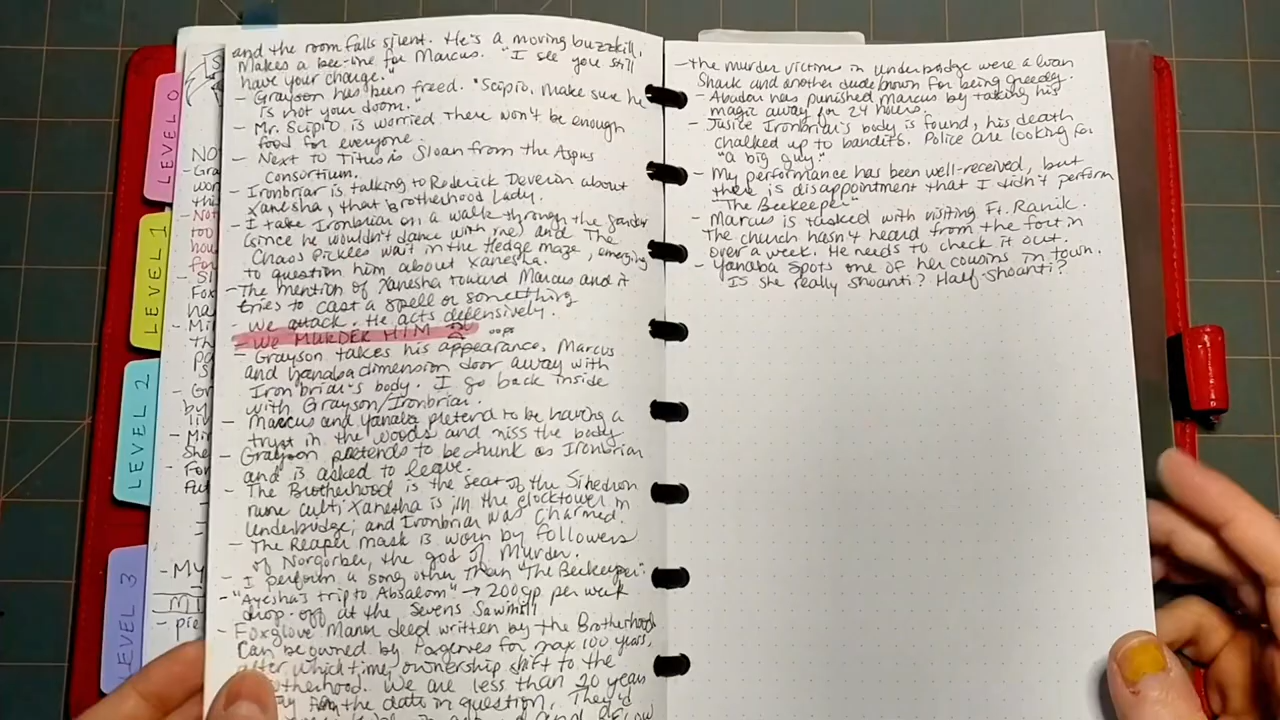 LEVEL 0
LEVEL 1
LEVEL 2
LEVEL 3
and the room falls silent. He's a moving buzzkill.
Makes a bee-line for Marcus. "I see you still
have your charge."
- Grayson has been freed. "Scipio. Make sure he
is not your doom."
- Mr. Scipio is worried there won't be enough
food for everyone.
- Next to Titus is Sloan from the Aspis
consortium.
- Ironbriar is talking to Roderick Deverin about
Xanesha, that Brotherhood Lady.
- I take Ironbriar on a walk through the garden
(since he wouldn't dance with me) and The
Chaos Pickles wait in the hedge maze, emerging
to question him about Xanesha.
- The mention of Xanesha toward Marcus and it
tries to cast a spell or something
- We attack. He acts defensively.
- We MURDER HIM oops
- Grayson takes his appearance, Marcus
and Yanaba dimension door away with
Ironbriar's body. I go back inside
with Grayson/Ironbriar.
- Marcus and Yanaba pretend to be having a
tryst in the woods and hiss the body.
- Grayson pretends to be drunk as Ironbriar
and is asked to leave.
- The Brotherhood is the seat of the Sihedron
rune cult; Xanesha is in the clocktower in
Underbridge; and Ironbriar was charmed.
- The Reaper mask is worn by followers
of Norgorber, the god of Murder.
- I perform a song other than "The Beekeeper".
- "Ayesha's trip to Absalom" → 200gp per week
drop-off at the Sevens Sawmill
- Foxglove Manor deed written by the Brotherhood
Can be owned by Foxgloves for max 100 years,
after which time, ownership shift to the
Brotherhood. We are less than 20 years
away from the date in question. They'd
- The murder victims in underbridge were a loan
Shark and another dude known for being greedy.
- Abadar has punished Marcus by taking his
magic away for 24 hours.
- Justice Ironbriar's body is found, his death
chalked up to bandits. Police are looking for
"a big guy."
- My performance has been well-received, but
there is disappointment that I didn't perform
"The Beekeeper"
- Marcus is tasked with visiting Ft. Ranik.
The church hasn't heard from the fort in
over a week. He needs to check it out.
- Yanaba spots one of her cousins in town.
Is she really Shoanti? Half-Shoanti?